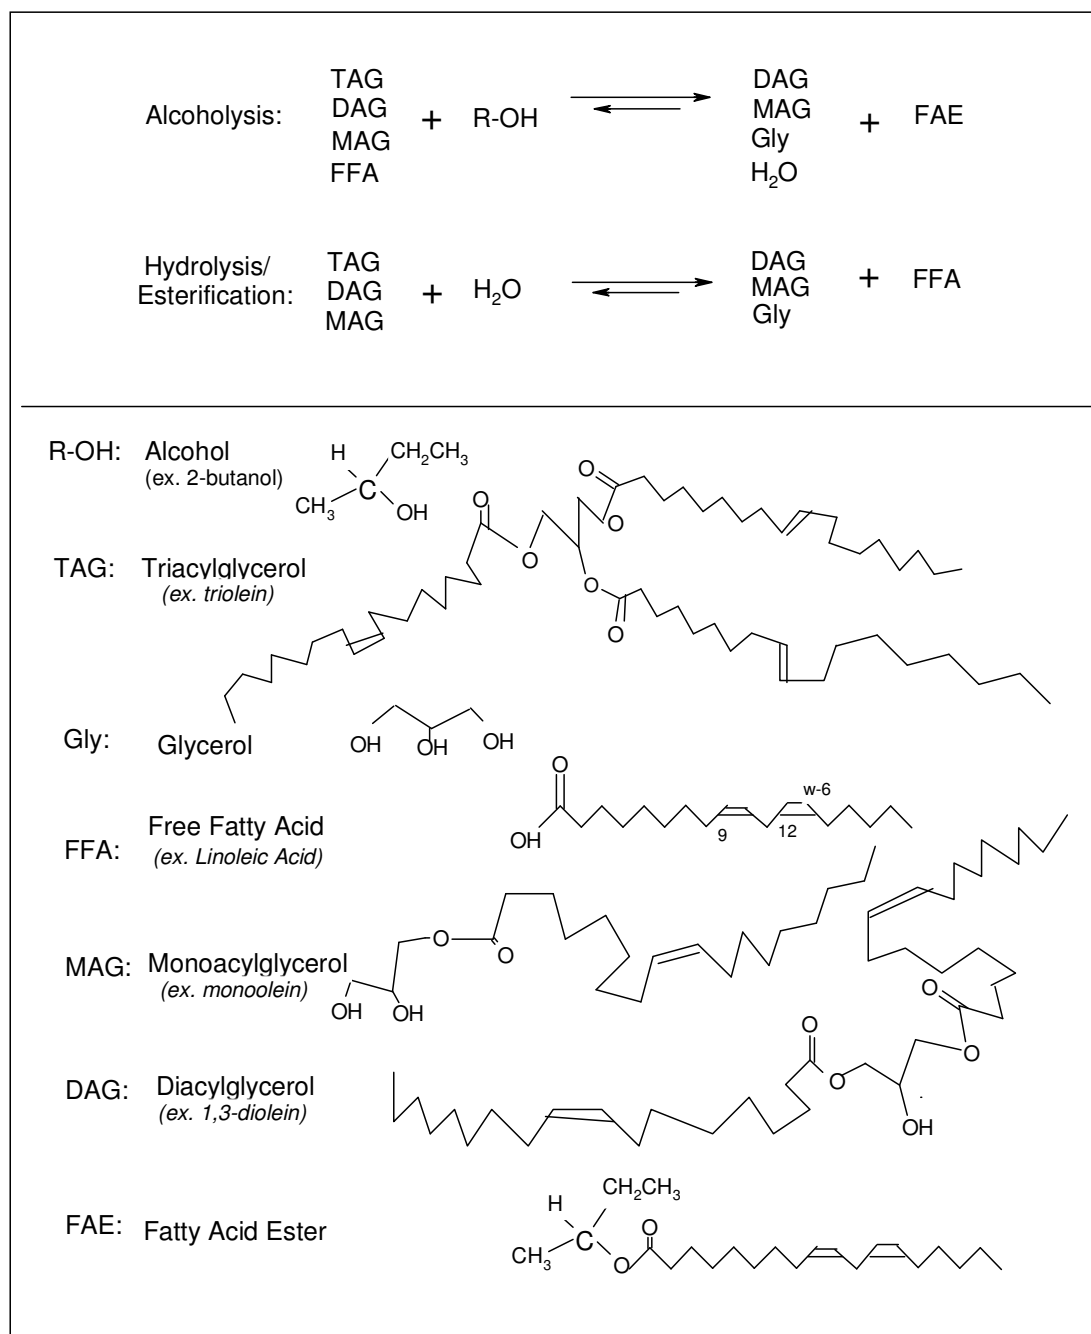 Alcoholysis:
TAG
DAG
MAG
FFA
+
R-OH
DAG
MAG
Gly
H₂O
+
FAE
Hydrolysis/
Esterification:
TAG
DAG
MAG
+
H₂O
DAG
MAG
Gly
+
FFA
R-OH: Alcohol
(ex. 2-butanol)
H
CH₂CH₃
C
CH₃
OH
TAG: Triacylglycerol
(ex. triolein)
O
O
O
O
O
O
Gly: Glycerol
OH
OH
OH
FFA: Free Fatty Acid
(ex. Linoleic Acid)
O
OH
9
12
w-6
MAG: Monoacylglycerol
(ex. monoolein)
O
O
OH
OH
DAG: Diacylglycerol
(ex. 1,3-diolein)
O
O
O
O
OH
FAE: Fatty Acid Ester
H
CH₂CH₃
C
CH₃
O
O